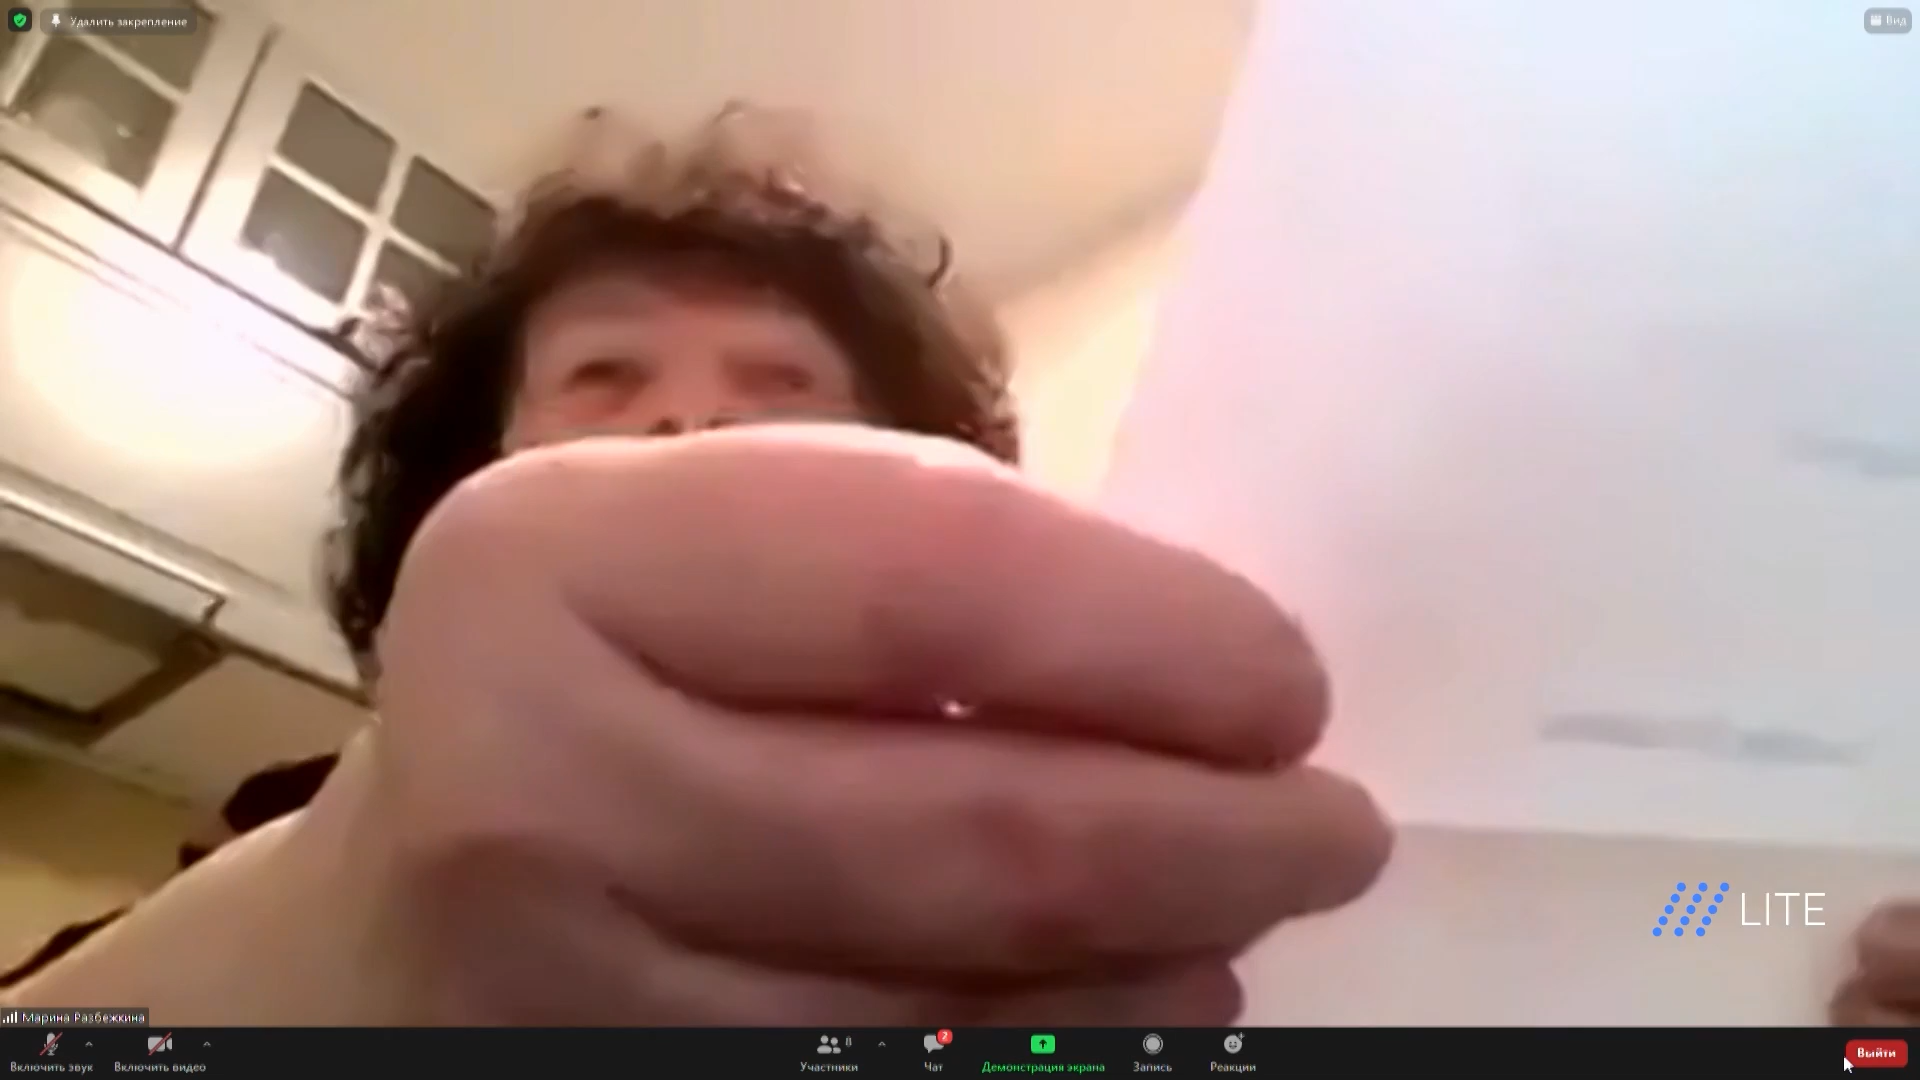 Удалить закрепление
Вид
LITE
Марина Разбежкина
Включить звук
Включить видео
8
Участники
2
Чат
Демонстрация экрана
Запись
Реакции
Выйти